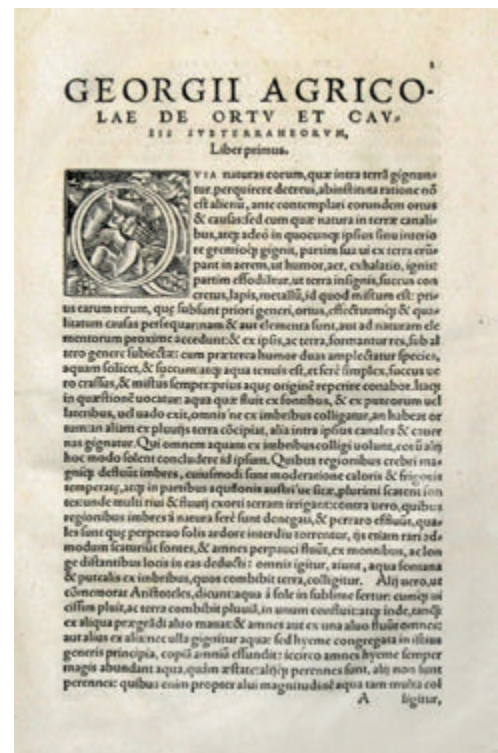 1
GEORGII AGRICO-
LAE DE ORTV ET CAV-
SIS SVBTERRANEORVM,
Liber primus.
QVIA naturas eorum, quæ intra terrã gignun-
tur perquirere decreui, ab instituta ratione nõ
est alienũ, ante contemplari eorundem ortus
& causas: sed cum quæ natura in terræ canali-
bus, atq; adeò in quocunq; ipsius sinu interio
re gremioq; gignit, partim sua ui ex terra erũ-
pant in aerem, ut humor, aer, exhalatio, ignis:
partim effodiãtur, ut terra insignis, succus con
cretus, lapis, metallũ, id quod mistum est: pri-
us earum rerum, quę subsunt priori generi, ortus, effectiuasq; & qua-
litatum causas persequar: nam & aut elementa sunt, aut ad naturam ele
mentorum proxime accedunt: & ex ipsis, ac terra, formantur res, sub al
tero genere subiectæ: cum præterea humor duas amplectatur species,
aquam scilicet, & succum: atq; aqua tenuis est, et ferè simplex, succus ue
ro crassus, & mistus semper: prius aquę originẽ reperire conabor. Itaq;
in quæstionẽ uocatur: aqua quæ fluit ex fontibus, & ex puteorum uel
lateribus, uel uado exit, omnis ne ex imbribus colligatur, an habeat or
tum: an aliam ex pluuijs terra cõcipiat, alia intra ipsius canales & cauer
nas gignatur. Qui omnem aquam ex imbribus colligi uolunt,
hoc modo solent concludere id ipsum. Quibus regionibus crebri ma
gniq; defluũt imbres, cuiusmodi sunt moderatione caloris & frigoris
temperatę, atq; in partibus aquilonis austri ue sitæ, plurimi scatent fon
tes: unde multi riui & fluuij exorti terram irrigant: contra uero, quibus
regionibus imbres à natura ferè sunt denegati, & perraro effluũt, qua-
les sunt quę perpetuo solis ardore interdiu torrentur, ijs etiam rari ad-
modum scaturiũt fontes, & amnes perpauci fluũt, ex montibus, ac lon
ge distantibus locis in eas deducti: omnis igitur, aiunt, aqua fontana
& putealis ex imbribus, quos combibit terra, colligitur. Alij uero, ut
cõmemorat Aristoteles, dicunt: aqua à sole in sublime fertur: cumq; ui
cissim pluit, ac terra combibit pluuiã, in unum confluit: atq; inde, tanq̃
ex aliqua prægrãdi aluo manat: & amnes aut ex una aluo fluũt omnes:
aut alius ex alia: nec ulla gignitur aqua: sed hyeme congregata in istius
generis principia, copiã amniũ effundit: iccirco amnes hyeme semper
magis abundant aqua, quàm æstate: alijq; perennes sunt, alij non sunt
perennes: quibus enim propter alui magnitudinẽ aqua tam multa col
A ligitur,